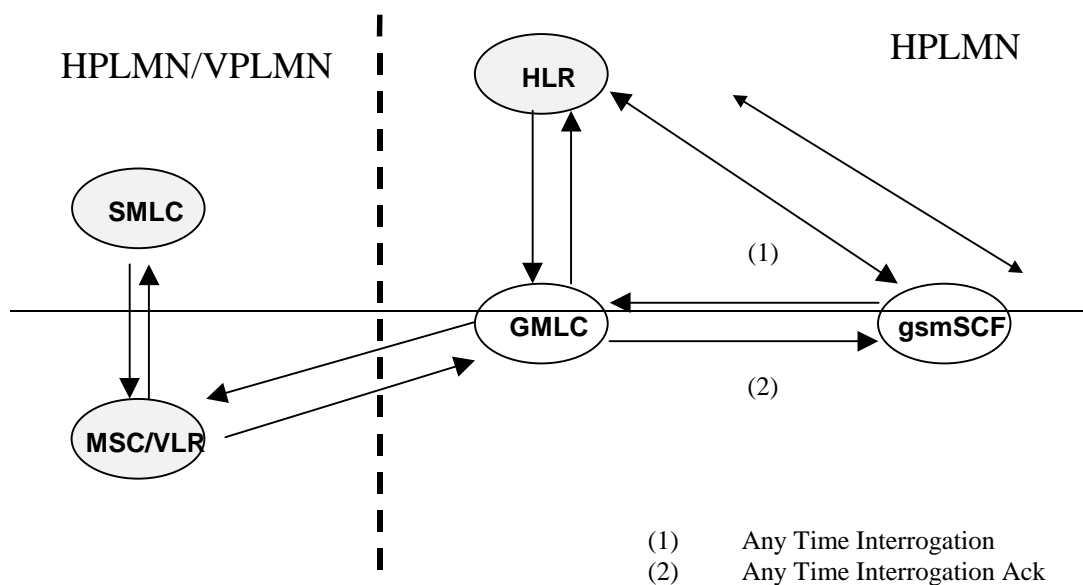 HPLMN/VPLMN
HPLMN
HLR
SMLC
(1)
GMLC
gsmSCF
(2)
MSC/VLR
(1) Any Time Interrogation
(2) Any Time Interrogation Ack